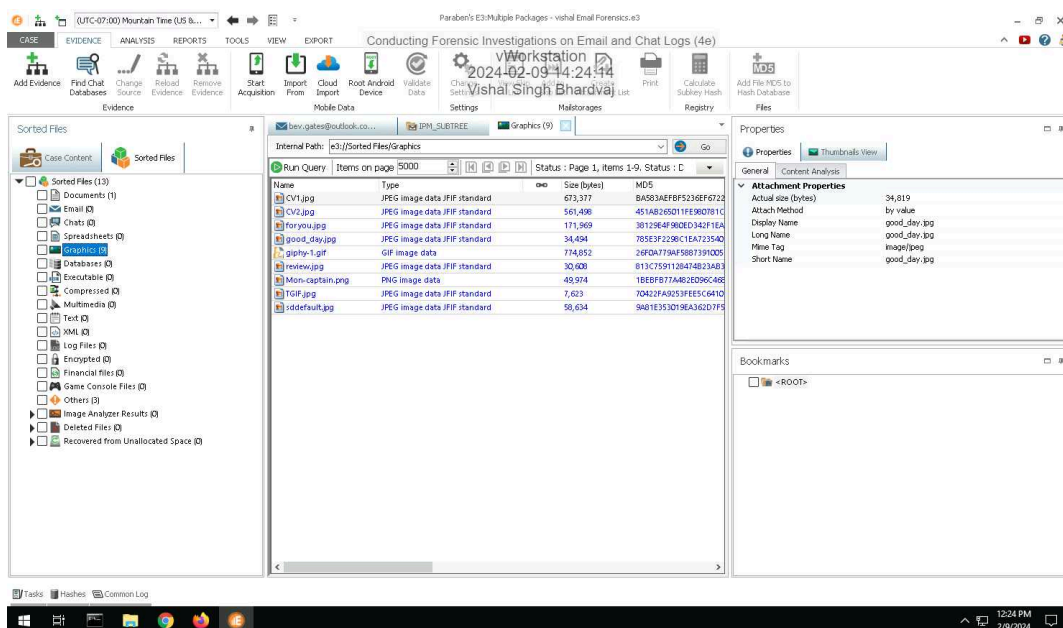 (UTC-07:00) Mountain Time (US &...
Paraben's E3:Multiple Packages - vishal Email Forensics.e3
CASE EVIDENCE ANALYSIS REPORTS TOOLS VIEW EXPORT
Conducting Forensic Investigations on Email and Chat Logs (4e)
vWorkstation
2024-02-09 14:24:14
Vishal Singh Bhardvaj
Add Evidence
Find Chat Databases
Change Source
Reload Evidence
Remove Evidence
Start Acquisition
Import From
Cloud Import
Root Android Device
Validate Data
Print
Calculate Subkey Hash
Add File MD5 to Hash Database
Evidence
Mobile Data
Settings
Mailstorages
Registry
Files
Sorted Files
Case Content
Sorted Files
Sorted Files (13)
Documents (1)
Email (0)
Chats (0)
Spreadsheets (0)
Graphics (9)
Databases (0)
Executable (0)
Compressed (0)
Multimedia (0)
Text (0)
XML (0)
Log Files (0)
Encrypted (0)
Financial files (0)
Game Console Files (0)
Others (3)
Image Analyzer Results (0)
Deleted Files (0)
Recovered from Unallocated Space (0)
bev.gates@outlook.co...
IPM_SUBTREE
Graphics (9)
Internal Path: e3://Sorted Files/Graphics
Go
Run Query Items on page 5000 Status : Page 1, items 1-9. Status : D
Name Type Size (bytes) MD5
CV1.jpg JPEG image data JFIF standard 673,377 BA583AEFBF5236EF6722
CV2.jpg JPEG image data JFIF standard 561,498 451AB265011FE980781C
foryou.jpg JPEG image data JFIF standard 171,969 38129E4F9B0ED342F1EA
good_day.jpg JPEG image data JFIF standard 34,494 785E3F2298C1EA723540
giphy-1.gif GIF image data 774,852 26F0A779AF5887391005
review.jpg JPEG image data JFIF standard 30,608 813C7591128474B23AB3
Mon-captain.png PNG image data 49,974 1BEBFB77A482ED96C468
TGIF.jpg JPEG image data JFIF standard 7,623 70422FA9253FEE5C6410
sddefault.jpg JPEG image data JFIF standard 58,634 9A81E353019EA362D7F5
Properties
Properties
Thumbnails View
General
Content Analysis
Attachment Properties
Actual size (bytes) 34,819
Attach Method by value
Display Name good_day.jpg
Long Name good_day.jpg
Mime Tag image/jpeg
Short Name good_day.jpg
Bookmarks
<ROOT>
Tasks Hashes Common Log
12:24 PM
2/9/2024